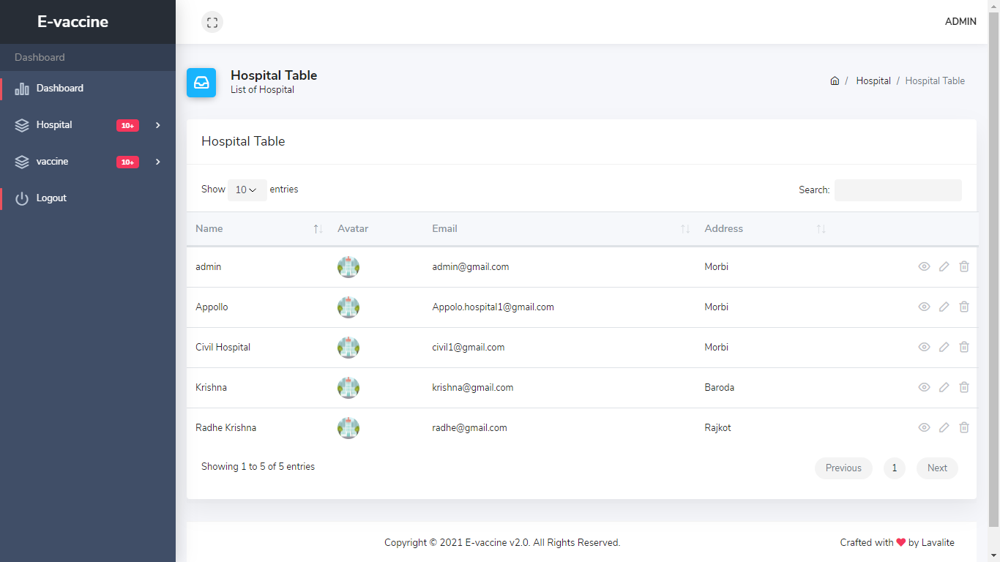 E-vaccine
ADMIN
Dashboard
Dashboard
Hospital 10+
vaccine 10+
Logout
Hospital Table
List of Hospital
/ Hospital / Hospital Table
Hospital Table
Show 10 entries
Search:
Name Avatar Email Address
admin admin@gmail.com Morbi
Appollo Appolo.hospital1@gmail.com Morbi
Civil Hospital civil1@gmail.com Morbi
Krishna krishna@gmail.com Baroda
Radhe Krishna radhe@gmail.com Rajkot
Showing 1 to 5 of 5 entries
Previous 1 Next
Copyright © 2021 E-vaccine v2.0. All Rights Reserved.
Crafted with ❤ by Lavalite